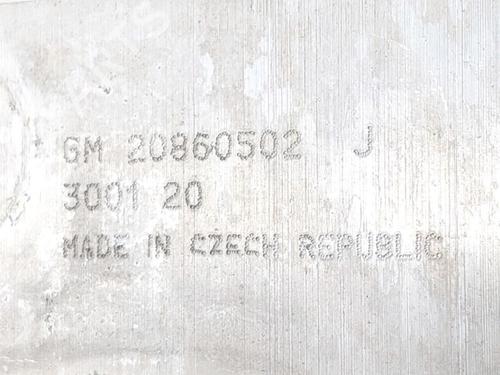 GM 20860502 J
3001 20
MADE IN CZECH REPUBLIC